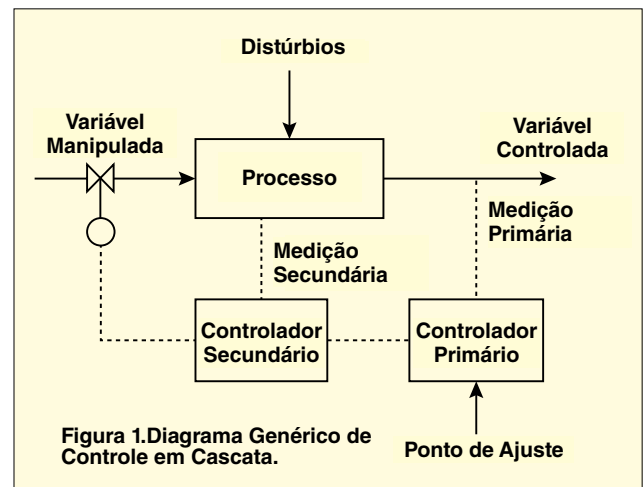 Distúrbios
Variável
Manipulada
Variável
Controlada
Processo
Medição
Primária
Medição
Secundária
Controlador
Secundário
Controlador
Primário
Figura 1.Diagrama Genérico de
Controle em Cascata.
Ponto de Ajuste